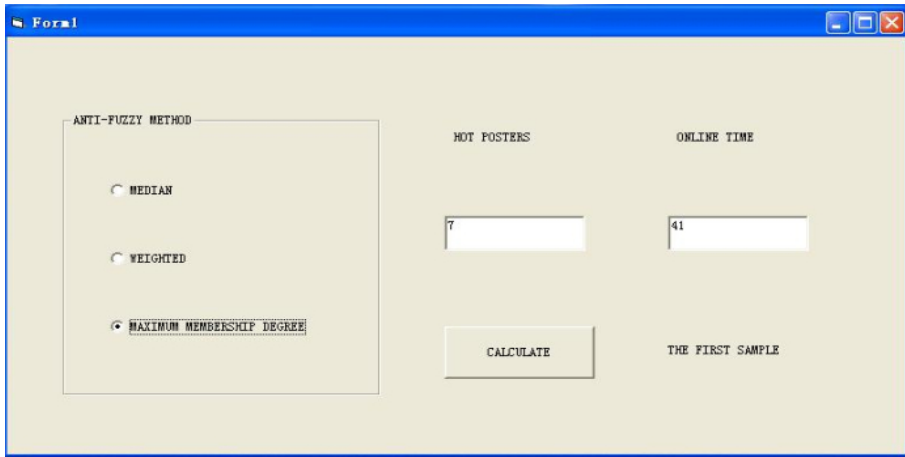 Form1
ANTI-FUZZY METHOD
MEDIAN
WEIGHTED
MAXIMUM MEMBERSHIP DEGREE
HOT POSTERS
ONLINE TIME
7
41
CALCULATE
THE FIRST SAMPLE